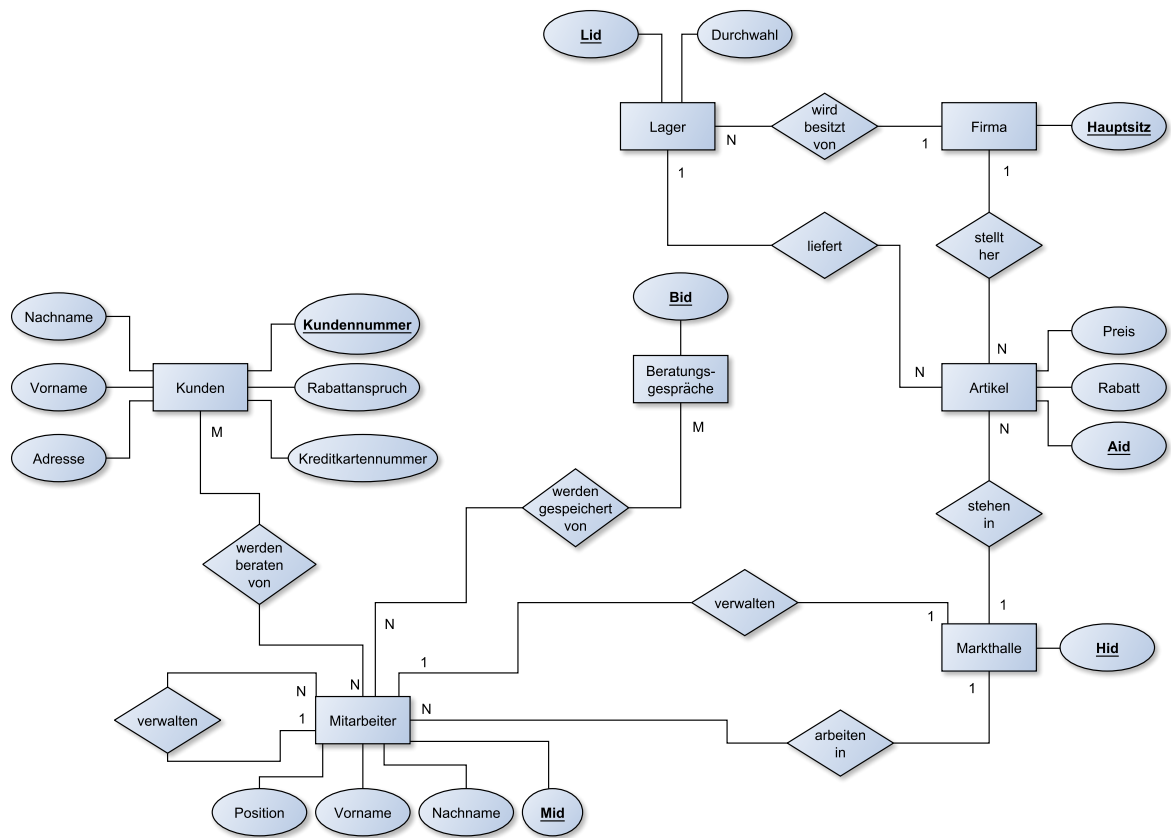 Lid
Durchwahl
Lager
N
wird
besitzt
von
1
Firma
Hauptsitz
1
1
liefert
stellt
her
Bid
Nachname
Kundennummer
Preis
N
Beratungs-
gespräche
N
Artikel
Rabatt
Vorname
Kunden
Rabattanspruch
M
M
N
Adresse
Kreditkartennummer
Aid
werden
gespeichert
von
stehen
in
werden
beraten
von
verwalten
1
1
N
1
Markthalle
Hid
N
N
verwalten
1
Mitarbeiter
N
1
arbeiten
in
Position
Vorname
Nachname
Mid